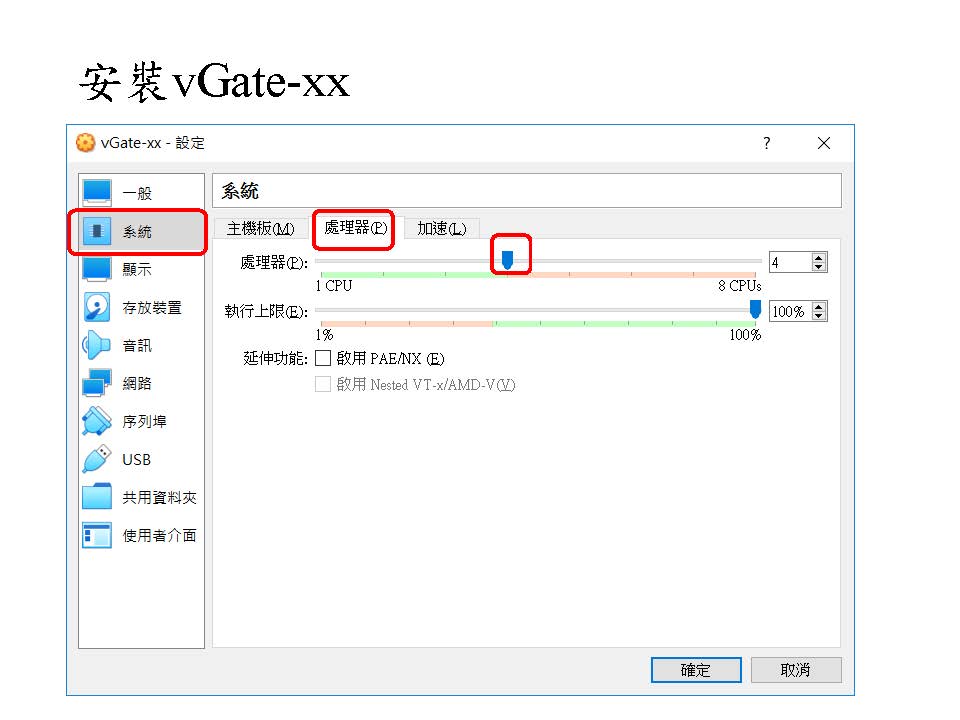 安裝vGate-xx
vGate-xx - 設定
?
一般
系統
顯示
存放裝置
音訊
網路
序列埠
USB
共用資料夾
使用者介面
系統
主機板(M) 處理器(P) 加速(L)
處理器(P): 4
1 CPU 8 CPUs
執行上限(E): 100%
1% 100%
延伸功能: 啟用 PAE/NX (E)
啟用 Nested VT-x/AMD-V(V)
確定 取消